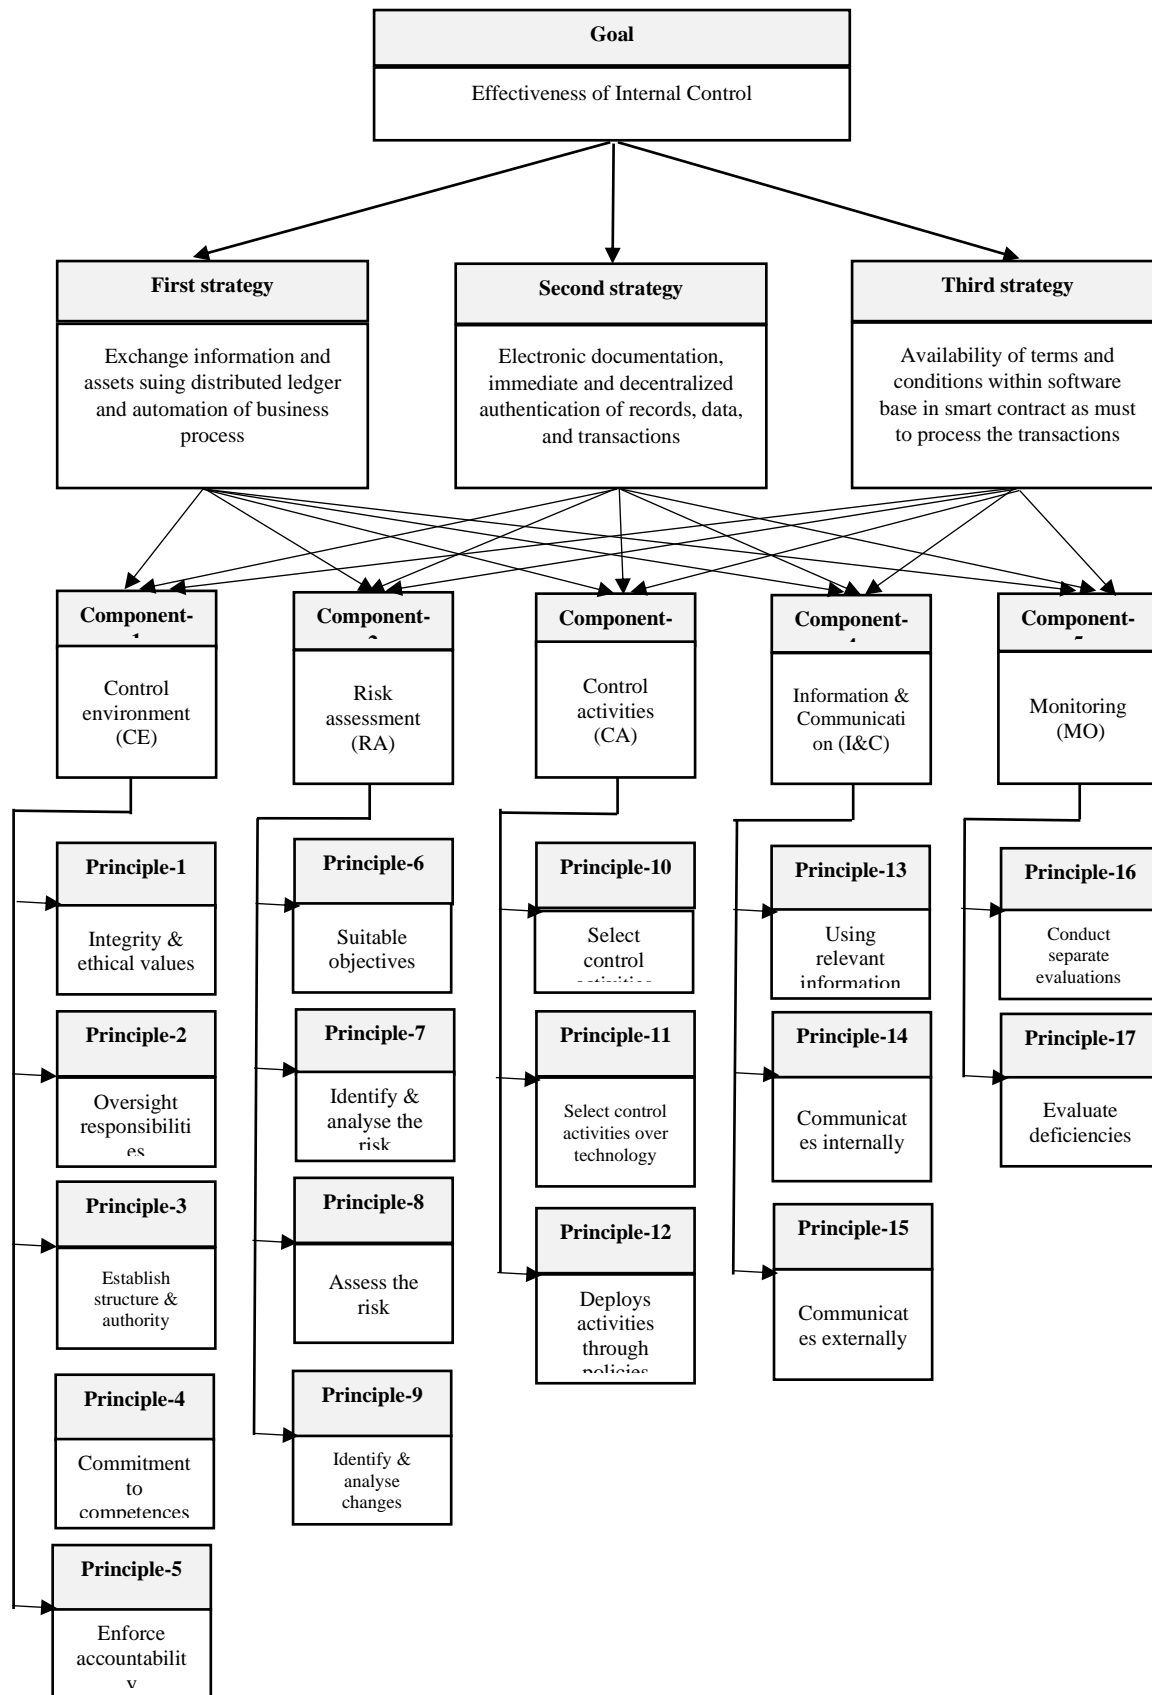 Goal
Effectiveness of Internal Control
First strategy
Exchange information and
assets suing distributed ledger
and automation of business
process
Second strategy
Electronic documentation,
immediate and decentralized
authentication of records, data,
and transactions
Third strategy
Availability of terms and
conditions within software
base in smart contract as must
to process the transactions
Component-
Control
environment
(CE)
Component-
Risk
assessment
(RA)
Component-
Control
activities
(CA)
Component-
Information &
Communicati
on (I&C)
Component-
Monitoring
(MO)
Principle-1
Integrity &
ethical values
Principle-2
Oversight
responsibiliti
es
Principle-3
Establish
structure &
authority
Principle-4
Commitment
to
competences
Principle-5
Enforce
accountabilit
y
Principle-6
Suitable
objectives
Principle-7
Identify &
analyse the
risk
Principle-8
Assess the
risk
Principle-9
Identify &
analyse
changes
Principle-10
Select
control
activities
Principle-11
Select control
activities over
technology
Principle-12
Deploys
activities
through
policies
Principle-13
Using
relevant
information
Principle-14
Communicat
es internally
Principle-15
Communicat
es externally
Principle-16
Conduct
separate
evaluations
Principle-17
Evaluate
deficiencies